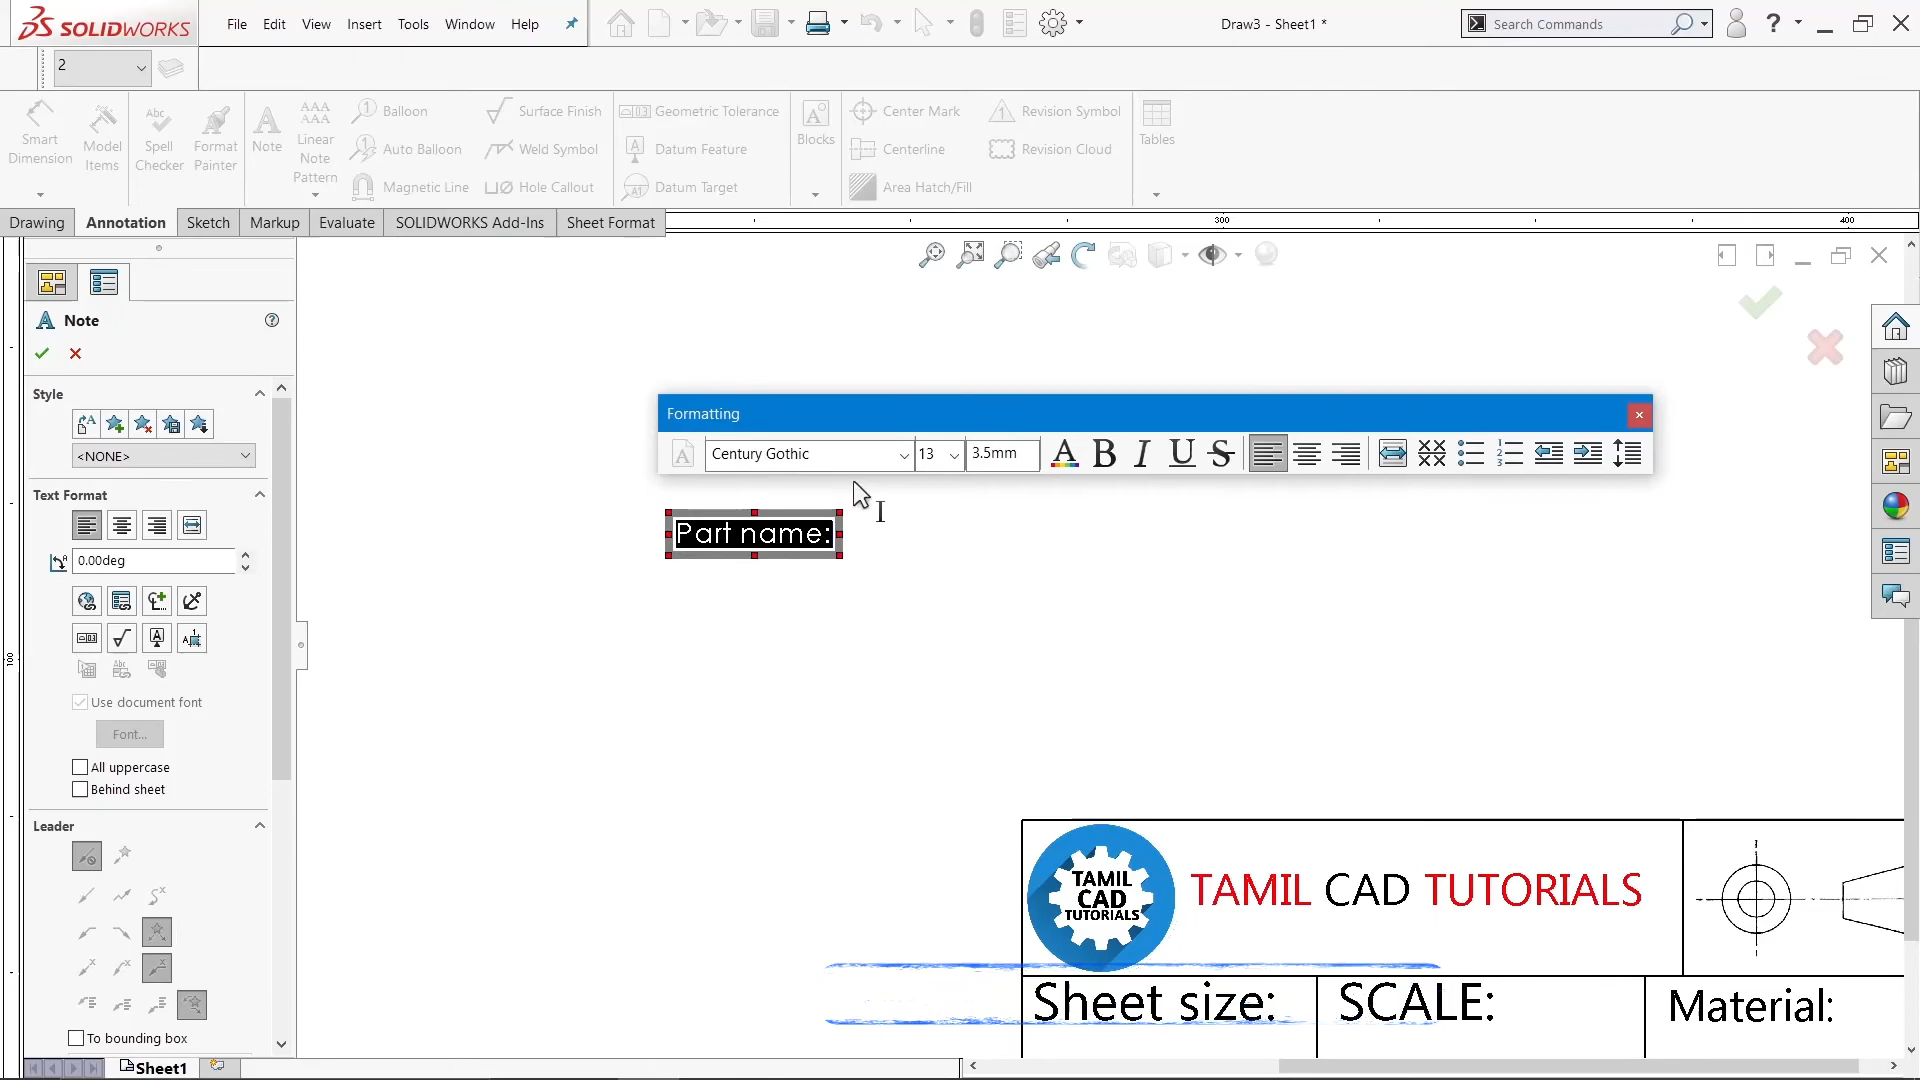 SOLIDWORKS File Edit View Insert Tools Window Help Draw3 - Sheet1 * Search Commands ?
2
Smart Dimension
Model Items
Abc Spell Checker
Format Painter
A Note
AAA AAA Linear Note Pattern
1 Balloon
Auto Balloon
Magnetic Line
Surface Finish
Weld Symbol
Hole Callout
Geometric Tolerance
A Datum Feature
A1 Datum Target
A Blocks
Center Mark
Centerline
Area Hatch/Fill
Revision Symbol
Revision Cloud
Tables
Drawing Annotation Sketch Markup Evaluate SOLIDWORKS Add-Ins Sheet Format
300 400
A Note ?
Style
<NONE>
Text Format
0.00deg
Use document font
Font...
All uppercase
Behind sheet
Leader
To bounding box
100
Formatting
Century Gothic 13 3.5mm A B I U S
Part name:
TAMIL
CAD
TUTORIALS
TAMIL CAD TUTORIALS
Sheet size: SCALE: Material:
Sheet1